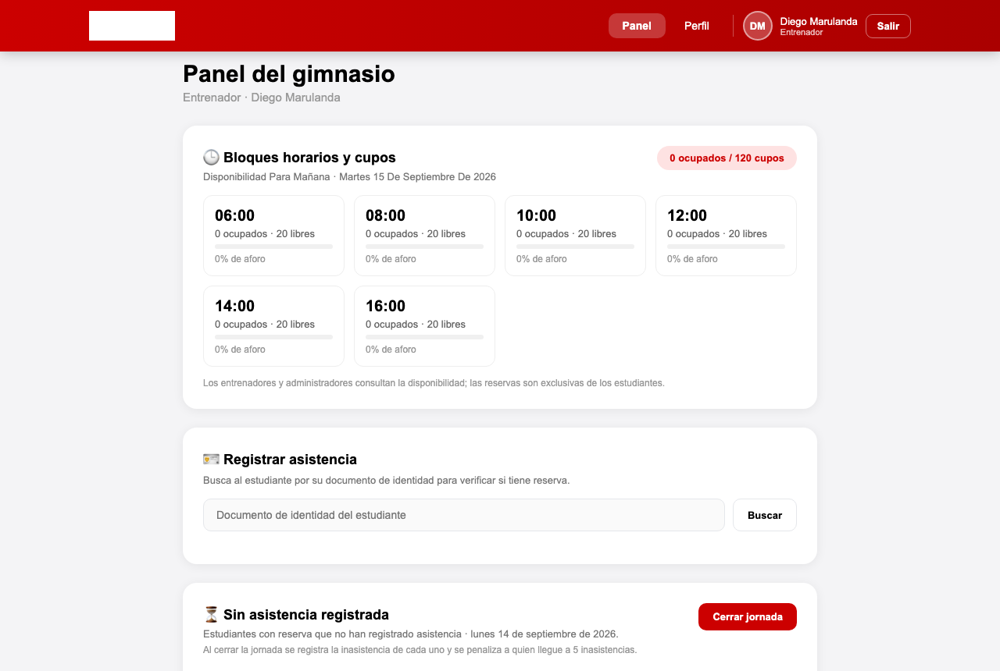 Panel
Perfil
DM
Diego Marulanda
Entrenador
Salir
Panel del gimnasio
Entrenador · Diego Marulanda
Bloques horarios y cupos
0 ocupados / 120 cupos
Disponibilidad Para Mañana · Martes 15 De Septiembre De 2026
06:00
0 ocupados · 20 libres
0% de aforo
08:00
0 ocupados · 20 libres
0% de aforo
10:00
0 ocupados · 20 libres
0% de aforo
12:00
0 ocupados · 20 libres
0% de aforo
14:00
0 ocupados · 20 libres
0% de aforo
16:00
0 ocupados · 20 libres
0% de aforo
Los entrenadores y administradores consultan la disponibilidad; las reservas son exclusivas de los estudiantes.
Registrar asistencia
Busca al estudiante por su documento de identidad para verificar si tiene reserva.
Documento de identidad del estudiante
Buscar
Sin asistencia registrada
Cerrar jornada
Estudiantes con reserva que no han registrado asistencia · lunes 14 de septiembre de 2026.
Al cerrar la jornada se registra la inasistencia de cada uno y se penaliza a quien llegue a 5 inasistencias.